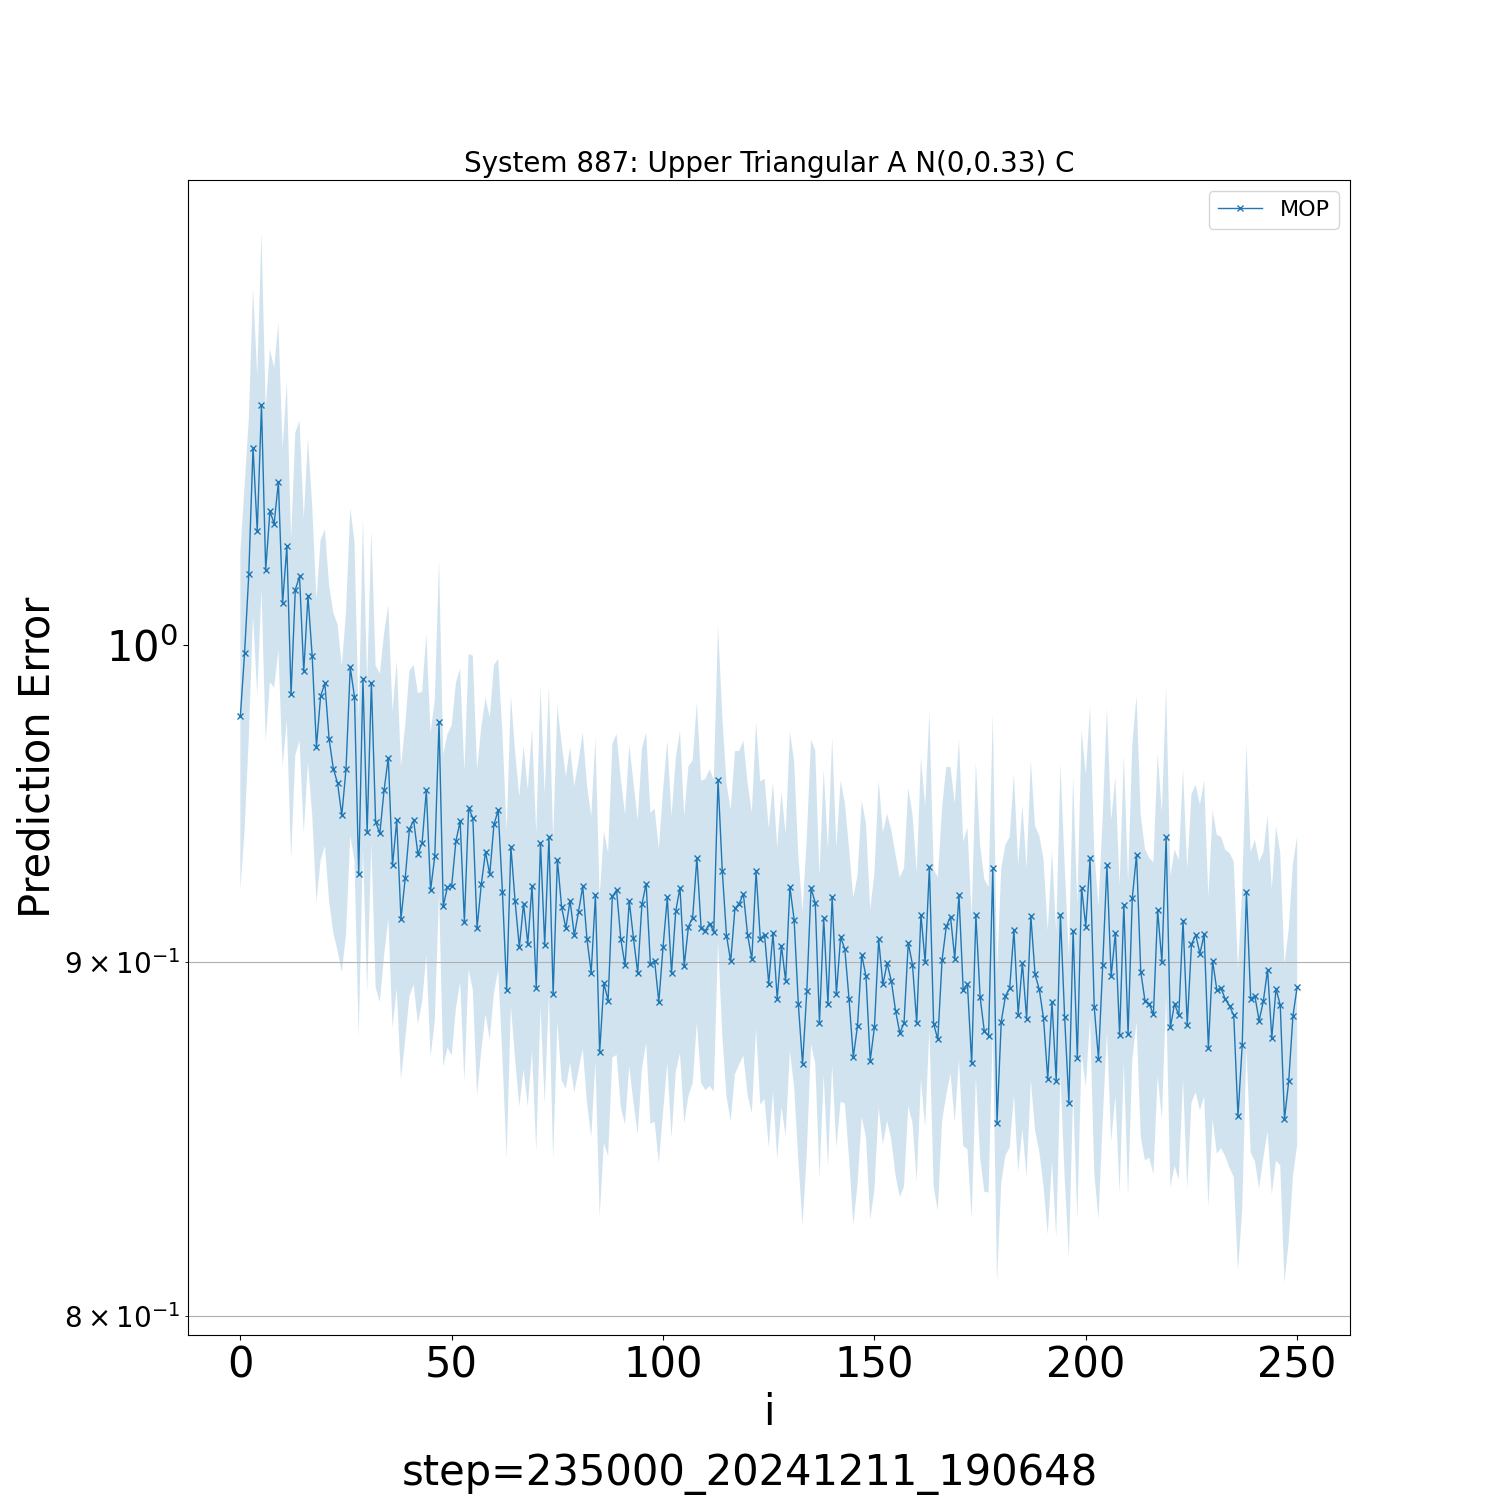 System 887: Upper Triangular A N(0,0.33) C
MOP
Prediction Error
10⁰
9 × 10⁻¹
8 × 10⁻¹
0 50 100 150 200 250
i
step=235000_20241211_190648